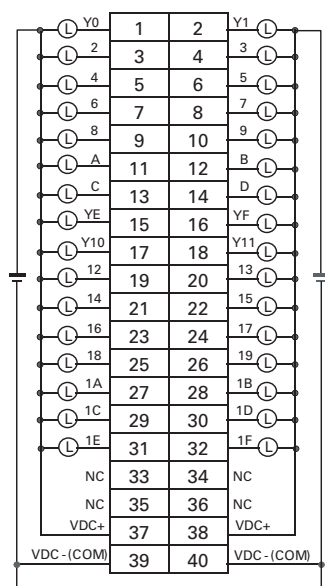 L Y0 1 2 Y1 L
L 2 3 4 3 L
L 4 5 6 5 L
L 6 7 8 7 L
L 8 9 10 9 L
L A 11 12 B L
L C 13 14 D L
L YE 15 16 YF L
L Y10 17 18 Y11 L
L 12 19 20 13 L
L 14 21 22 15 L
L 16 23 24 17 L
L 18 25 26 19 L
L 1A 27 28 1B L
L 1C 29 30 1D L
L 1E 31 32 1F L
NC 33 34 NC
NC 35 36 NC
VDC+ 37 38 VDC+
VDC-(COM) 39 40 VDC-(COM)